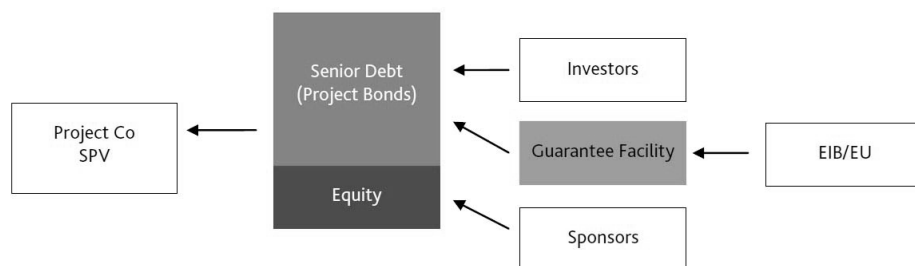 Senior Debt
(Project Bonds)
Investors
Project Co
SPV
Guarantee Facility
EIB/EU
Equity
Sponsors